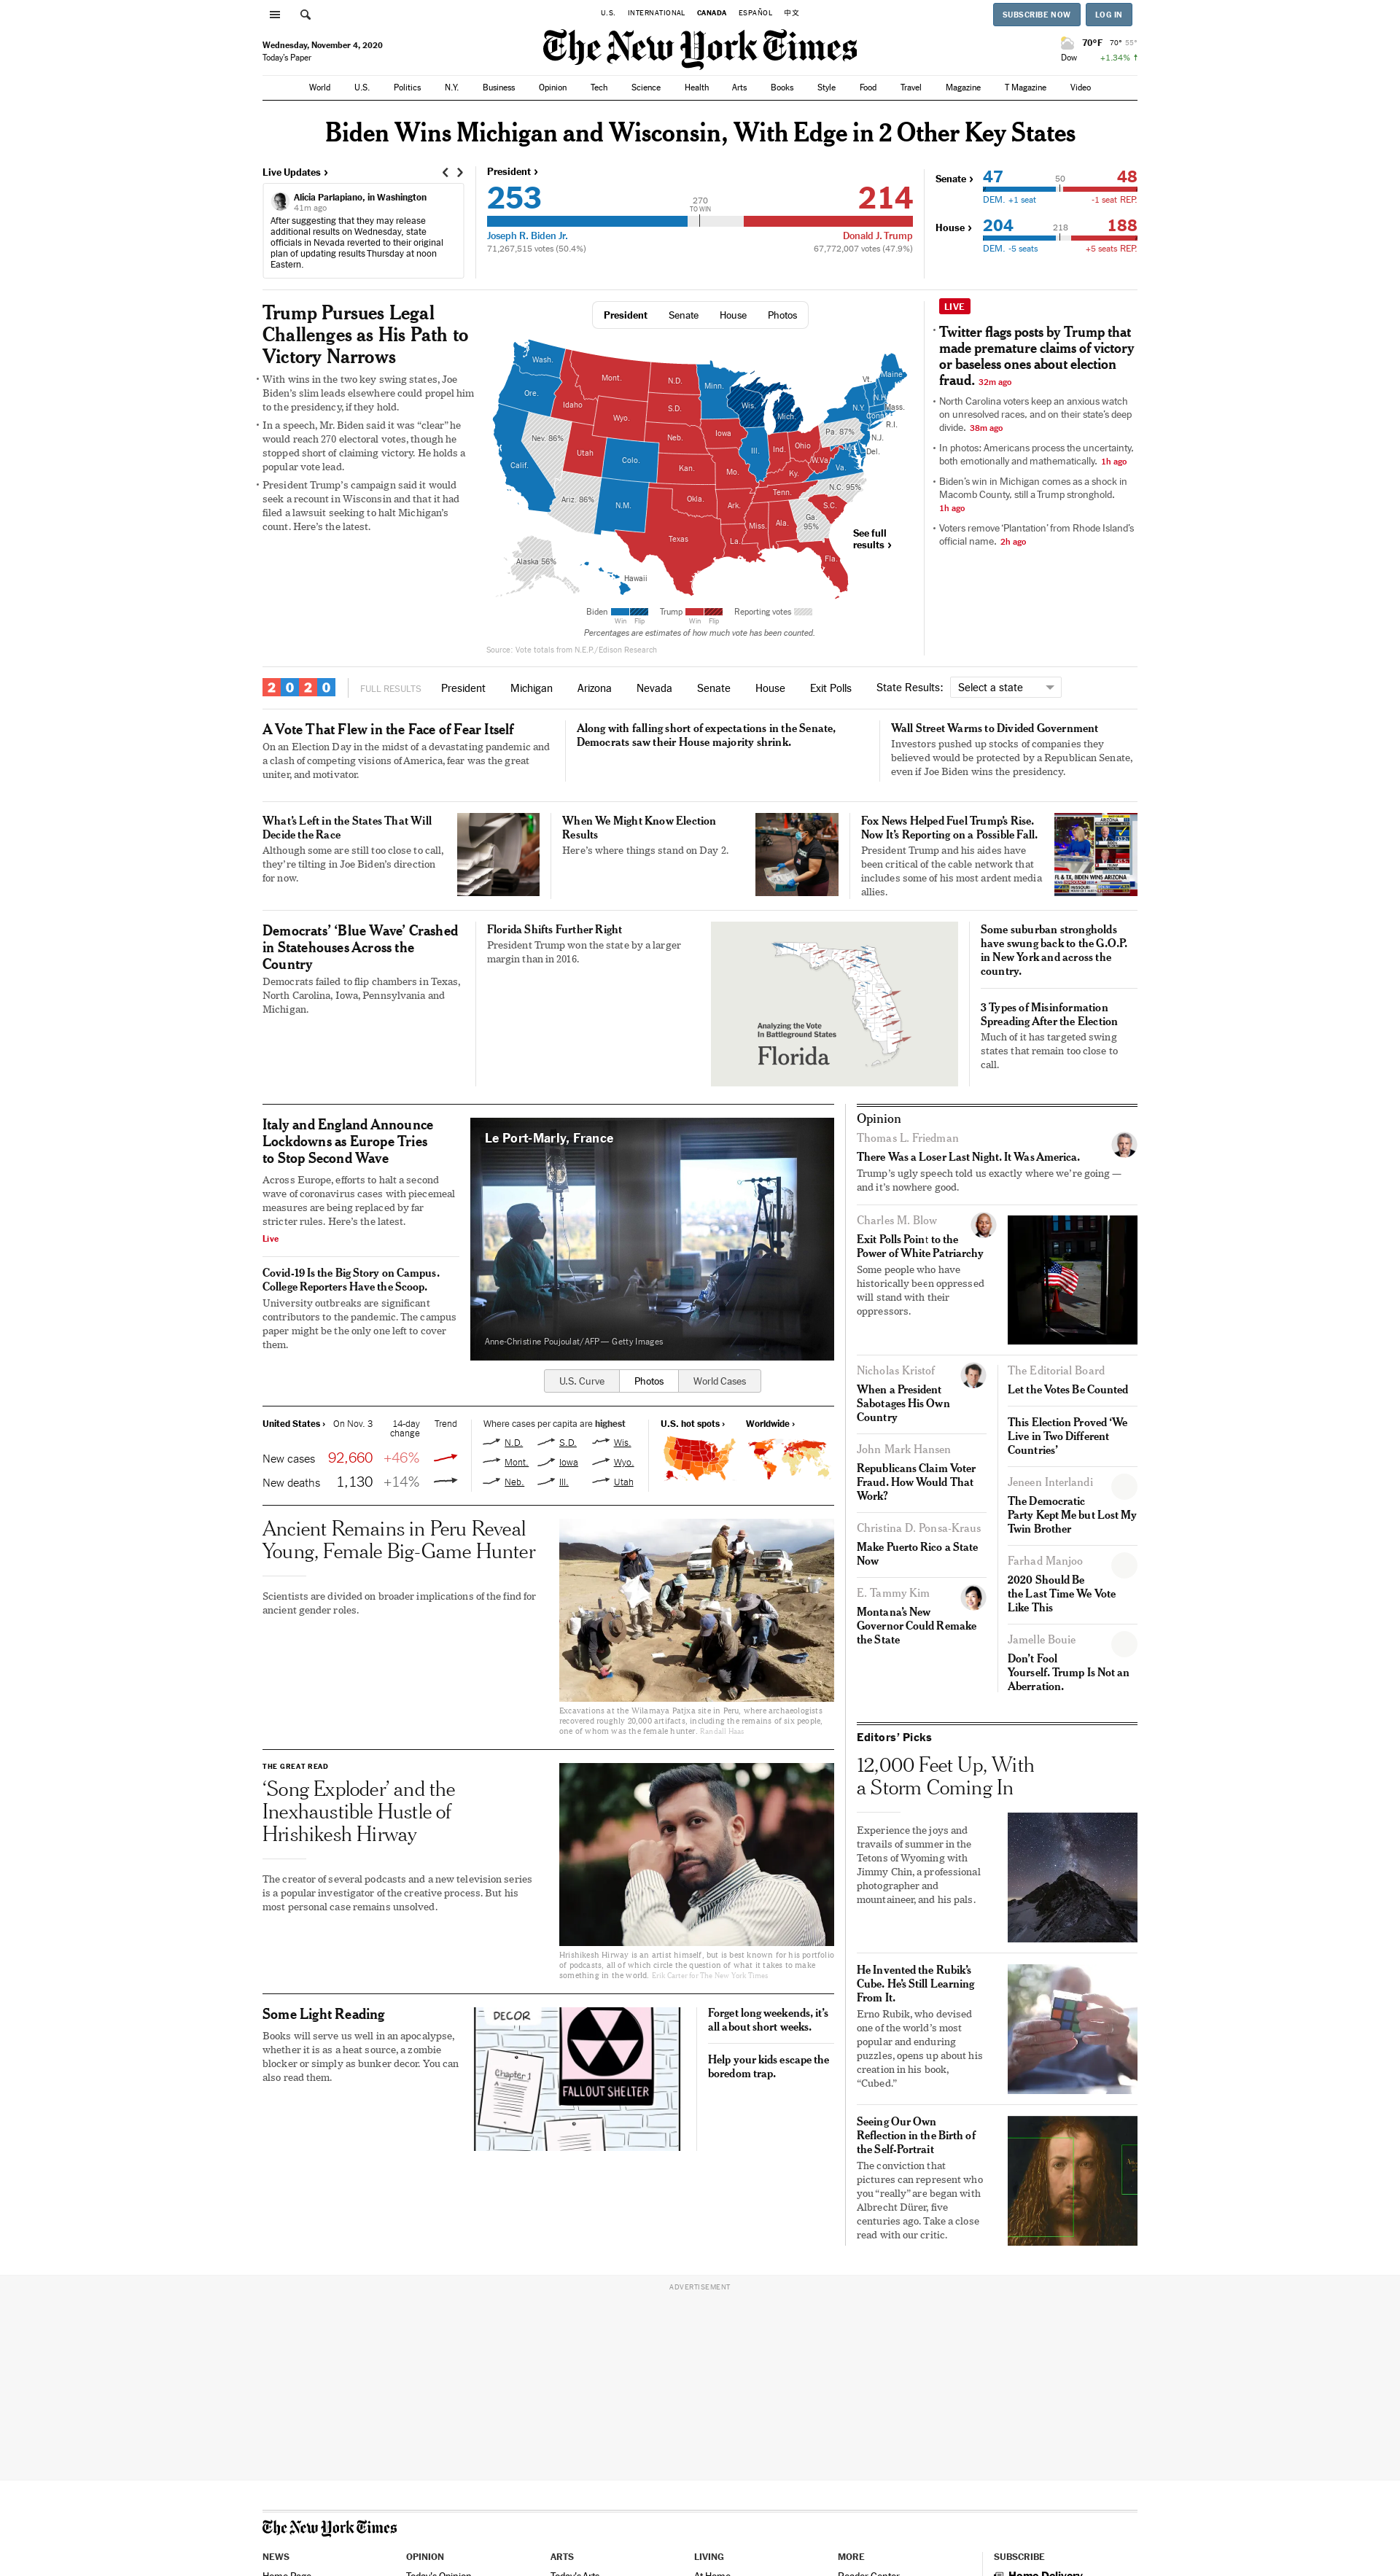 U.S. INTERNATIONAL CANADA ESPAÑOL 中文
SUBSCRIBE NOW LOG IN
Wednesday, November 4, 2020
Today's Paper
The New York Times
70°F 70° 55°
Dow +1.34% ↑
World U.S. Politics N.Y. Business Opinion Tech Science Health Arts Books Style Food Travel Magazine T Magazine Video
Biden Wins Michigan and Wisconsin, With Edge in 2 Other Key States
Live Updates ›
Alicia Parlapiano, in Washington
41m ago
After suggesting that they may release
additional results on Wednesday, state
officials in Nevada reverted to their original
plan of updating results Thursday at noon
Eastern.
President ›
253
270
TO WIN
214
Joseph R. Biden Jr.
Donald J. Trump
71,267,515 votes (50.4%)
67,772,007 votes (47.9%)
Senate ›
47 50 48
DEM. +1 seat -1 seat REP.
House ›
204 218 188
DEM. -5 seats +5 seats REP.
Trump Pursues Legal
Challenges as His Path to
Victory Narrows
• With wins in the two key swing states, Joe
Biden's slim leads elsewhere could propel him
to the presidency, if they hold.
• In a speech, Mr. Biden said it was “clear” he
would reach 270 electoral votes, though he
stopped short of claiming victory. He holds a
popular vote lead.
• President Trump's campaign said it would
seek a recount in Wisconsin and that it had
filed a lawsuit seeking to halt Michigan's
count. Here's the latest.
President Senate House Photos
Wash.
Ore.
Calif.
Nev. 86%
Idaho
Mont.
Wyo.
Utah
Colo.
Ariz. 86%
N.M.
N.D.
S.D.
Neb.
Kan.
Okla.
Texas
Minn.
Iowa
Mo.
Ark.
La.
Wis.
Ill.
Mich.
Ind.
Ohio
Ky.
Tenn.
Miss.
Ala.
Ga.
95%
Fla.
S.C.
N.C. 95%
Va.
W.Va.
Md.
Del.
Pa. 87%
N.J.
N.Y.
Conn.
R.I.
Mass.
Vt.
N.H.
Maine
Alaska 56%
Hawaii
See full
results ›
Biden Trump Reporting votes
Win Flip Win Flip
Percentages are estimates of how much vote has been counted.
Source: Vote totals from N.E.P./Edison Research
LIVE
• Twitter flags posts by Trump that
made premature claims of victory
or baseless ones about election
fraud. 32m ago
• North Carolina voters keep an anxious watch
on unresolved races, and on their state's deep
divide. 38m ago
• In photos: Americans process the uncertainty,
both emotionally and mathematically. 1h ago
• Biden's win in Michigan comes as a shock in
Macomb County, still a Trump stronghold.
1h ago
• Voters remove ‘Plantation’ from Rhode Island's
official name. 2h ago
2020 FULL RESULTS President Michigan Arizona Nevada Senate House Exit Polls State Results: Select a state
A Vote That Flew in the Face of Fear Itself
On an Election Day in the midst of a devastating pandemic and
a clash of competing visions of America, fear was the great
uniter, and motivator.
Along with falling short of expectations in the Senate,
Democrats saw their House majority shrink.
Wall Street Warms to Divided Government
Investors pushed up stocks of companies they
believed would be protected by a Republican Senate,
even if Joe Biden wins the presidency.
What's Left in the States That Will
Decide the Race
Although some are still too close to call,
they're tilting in Joe Biden's direction
for now.
When We Might Know Election
Results
Here's where things stand on Day 2.
Fox News Helped Fuel Trump's Rise.
Now It's Reporting on a Possible Fall.
President Trump and his aides have
been critical of the cable network that
includes some of his most ardent media
allies.
Democrats' ‘Blue Wave’ Crashed
in Statehouses Across the
Country
Democrats failed to flip chambers in Texas,
North Carolina, Iowa, Pennsylvania and
Michigan.
Florida Shifts Further Right
President Trump won the state by a larger
margin than in 2016.
Analyzing the Vote
In Battleground States
Florida
Some suburban strongholds
have swung back to the G.O.P.
in New York and across the
country.
3 Types of Misinformation
Spreading After the Election
Much of it has targeted swing
states that remain too close to
call.
Italy and England Announce
Lockdowns as Europe Tries
to Stop Second Wave
Across Europe, efforts to halt a second
wave of coronavirus cases with piecemeal
measures are being replaced by far
stricter rules. Here's the latest.
Live
Covid-19 Is the Big Story on Campus.
College Reporters Have the Scoop.
University outbreaks are significant
contributors to the pandemic. The campus
paper might be the only one left to cover
them.
Le Port-Marly, France
Anne-Christine Poujoulat/AFP — Getty Images
U.S. Curve Photos World Cases
United States › On Nov. 3 14-day
change Trend
New cases 92,660 +46%
New deaths 1,130 +14%
Where cases per capita are highest
N.D. S.D. Wis.
Mont. Iowa Wyo.
Neb. Ill. Utah
U.S. hot spots › Worldwide ›
Ancient Remains in Peru Reveal
Young, Female Big-Game Hunter
Scientists are divided on broader implications of the find for
ancient gender roles.
Excavations at the Wilamaya Patjxa site in Peru, where archaeologists
recovered roughly 20,000 artifacts, including the remains of six people,
one of whom was the female hunter. Randall Haas
THE GREAT READ
‘Song Exploder’ and the
Inexhaustible Hustle of
Hrishikesh Hirway
The creator of several podcasts and a new television series
is a popular investigator of the creative process. But his
most personal case remains unsolved.
Hrishikesh Hirway is an artist himself, but is best known for his portfolio
of podcasts, all of which circle the question of what it takes to make
something in the world. Erik Carter for The New York Times
Some Light Reading
Books will serve us well in an apocalypse,
whether it is as a heat source, a zombie
blocker or simply as bunker decor. You can
also read them.
DECOR
Chapter 1
FALLOUT SHELTER
Forget long weekends, it's
all about short weeks.
Help your kids escape the
boredom trap.
Opinion
Thomas L. Friedman
There Was a Loser Last Night. It Was America.
Trump's ugly speech told us exactly where we're going —
and it's nowhere good.
Charles M. Blow
Exit Polls Point to the
Power of White Patriarchy
Some people who have
historically been oppressed
will stand with their
oppressors.
Nicholas Kristof
When a President
Sabotages His Own
Country
John Mark Hansen
Republicans Claim Voter
Fraud. How Would That
Work?
Christina D. Ponsa-Kraus
Make Puerto Rico a State
Now
E. Tammy Kim
Montana's New
Governor Could Remake
the State
The Editorial Board
Let the Votes Be Counted
This Election Proved ‘We
Live in Two Different
Countries’
Jeneen Interlandi
The Democratic
Party Kept Me but Lost My
Twin Brother
Farhad Manjoo
2020 Should Be
the Last Time We Vote
Like This
Jamelle Bouie
Don't Fool
Yourself. Trump Is Not an
Aberration.
Editors' Picks
12,000 Feet Up, With
a Storm Coming In
Experience the joys and
travails of summer in the
Tetons of Wyoming with
Jimmy Chin, a professional
photographer and
mountaineer, and his pals.
He Invented the Rubik's
Cube. He's Still Learning
From It.
Erno Rubik, who devised
one of the world's most
popular and enduring
puzzles, opens up about his
creation in his book,
“Cubed.”
Seeing Our Own
Reflection in the Birth of
the Self-Portrait
The conviction that
pictures can represent who
you “really” are began with
Albrecht Dürer, five
centuries ago. Take a close
read with our critic.
ADVERTISEMENT
The New York Times
NEWS OPINION ARTS LIVING MORE SUBSCRIBE
Home Page Today's Opinion Today's Arts At Home Reader Center Home Delivery